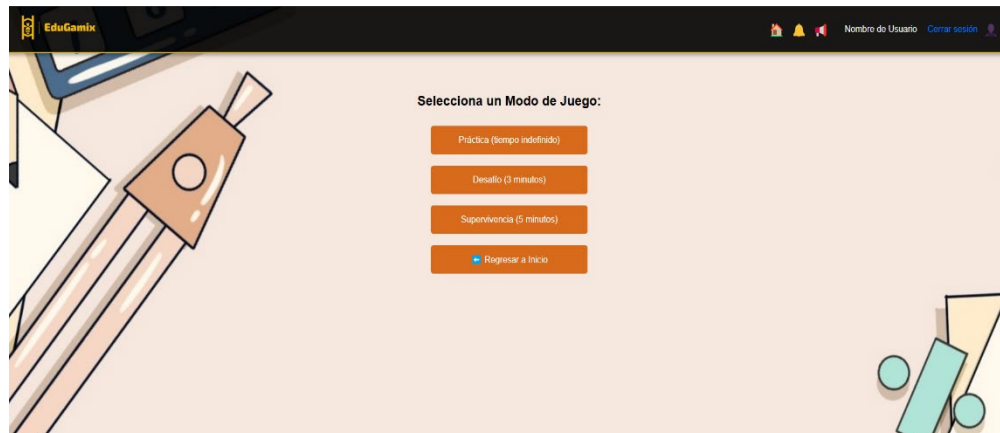 EduGamix
Nombre de Usuario Cerrar sesión
Selecciona un Modo de Juego:
Práctica (tiempo indefinido)
Desafío (3 minutos)
Supervivencia (5 minutos)
Regresar a Inicio